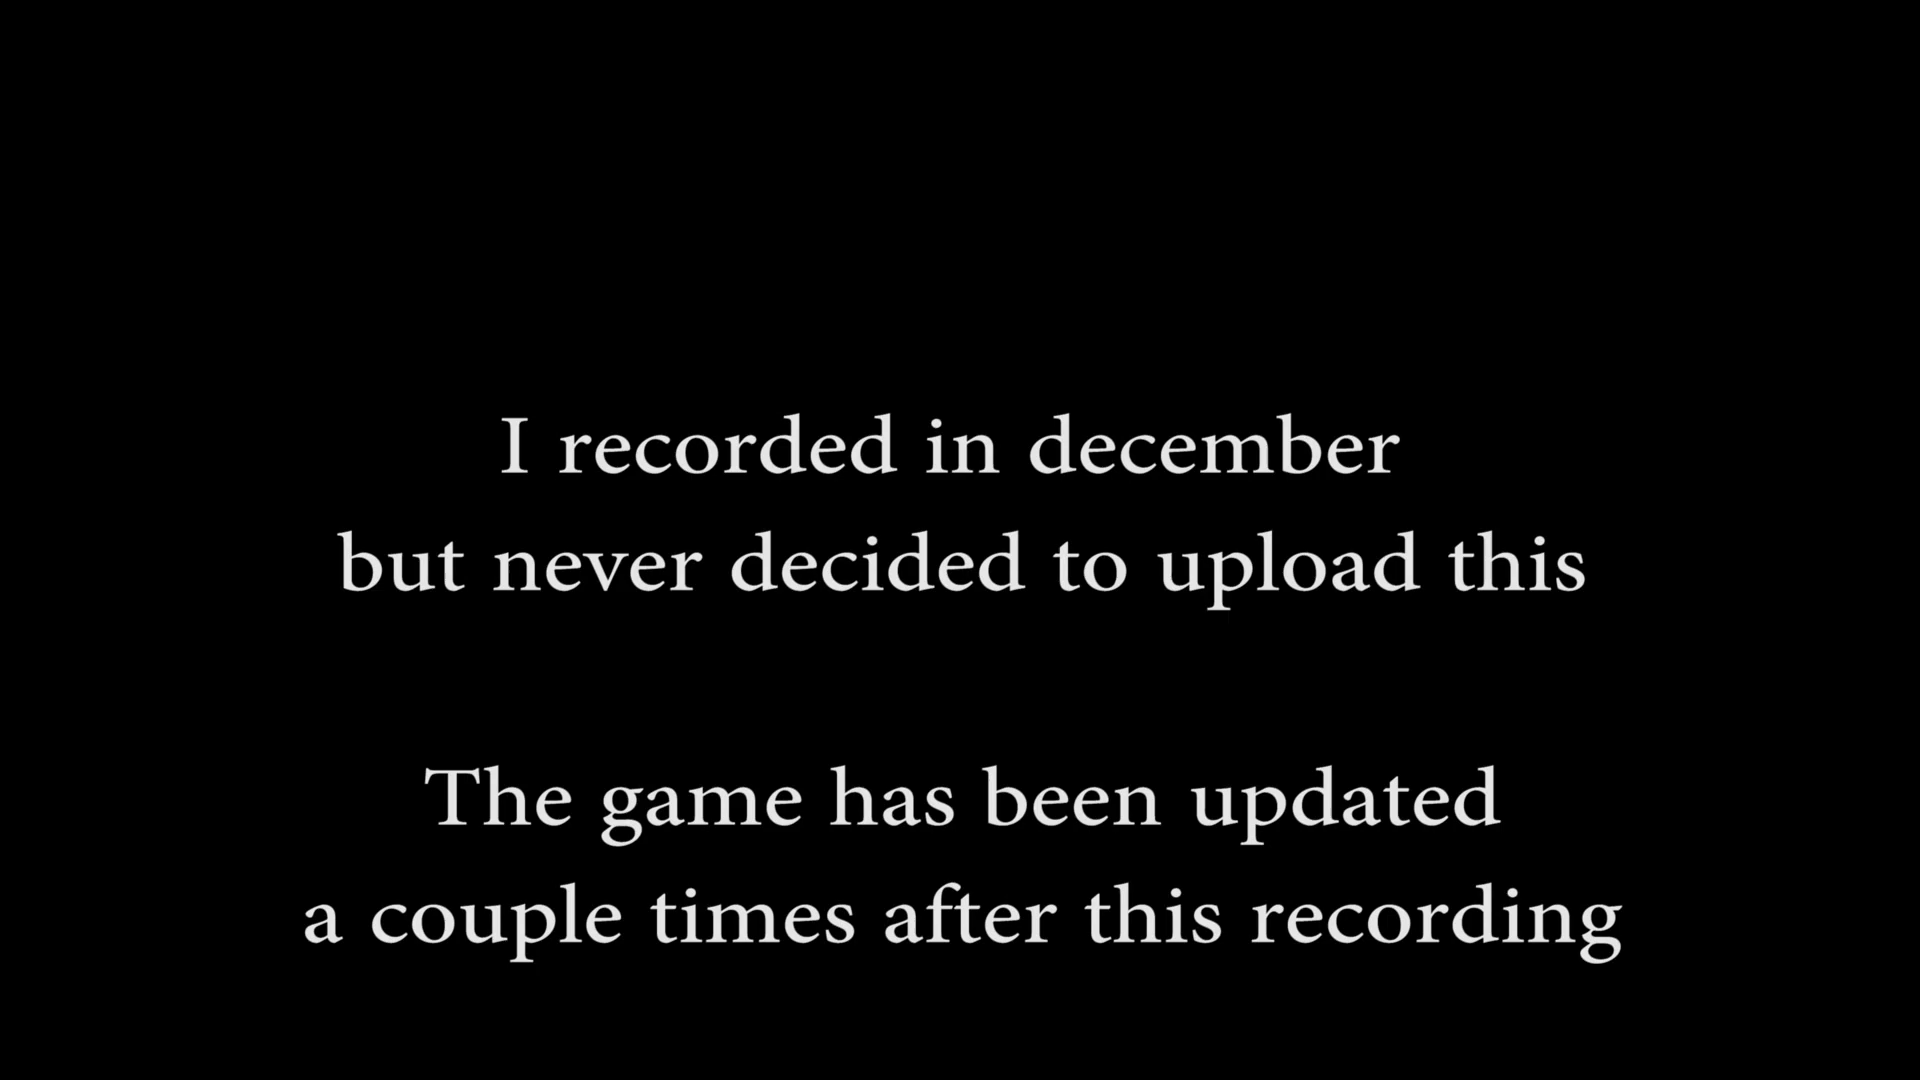 I recorded in december
but never decided to upload this
The game has been updated
a couple times after this recording